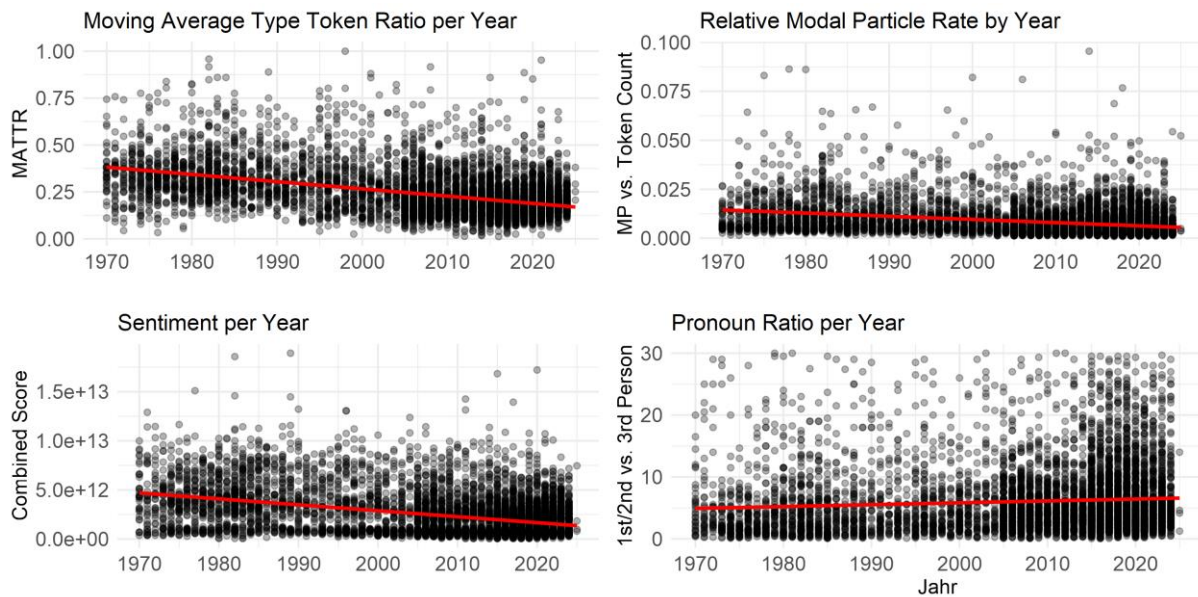 Moving Average Type Token Ratio per Year
MATTR
1.00
0.75
0.50
0.25
0.00
1970 1980 1990 2000 2010 2020
Relative Modal Particle Rate by Year
MP vs. Token Count
0.100
0.075
0.050
0.025
0.000
1970 1980 1990 2000 2010 2020
Sentiment per Year
Combined Score
1.5e+13
1.0e+13
5.0e+12
0.0e+00
1970 1980 1990 2000 2010 2020
Pronoun Ratio per Year
1st/2nd vs. 3rd Person
30
20
10
0
1970 1980 1990 2000 2010 2020
Jahr